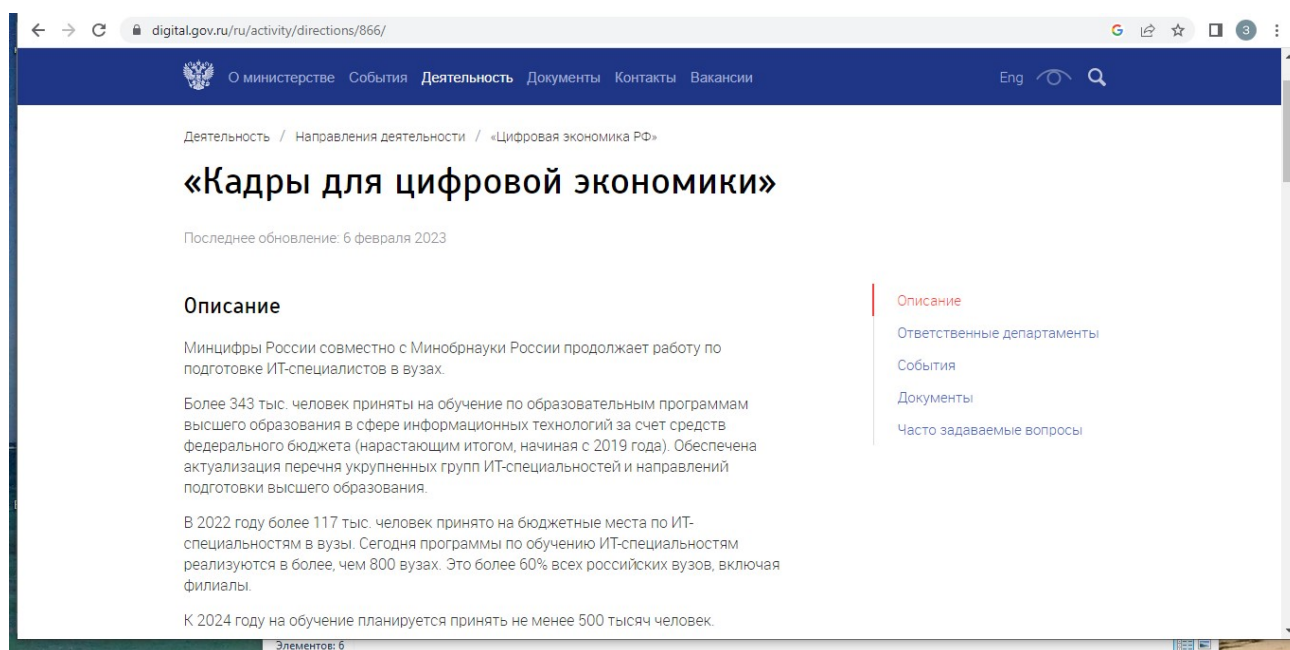 digital.gov.ru/ru/activity/directions/866/
З
О министерстве События Деятельность Документы Контакты Вакансии Eng
Деятельность / Направления деятельности / «Цифровая экономика РФ»
«Кадры для цифровой экономики»
Последнее обновление: 6 февраля 2023
Описание
Минцифры России совместно с Минобрнауки России продолжает работу по
подготовке ИТ-специалистов в вузах.
Более 343 тыс. человек приняты на обучение по образовательным программам
высшего образования в сфере информационных технологий за счет средств
федерального бюджета (нарастающим итогом, начиная с 2019 года). Обеспечена
актуализация перечня укрупненных групп ИТ-специальностей и направлений
подготовки высшего образования.
В 2022 году более 117 тыс. человек принято на бюджетные места по ИТ-
специальностям в вузы. Сегодня программы по обучению ИТ-специальностям
реализуются в более, чем 800 вузах. Это более 60% всех российских вузов, включая
филиалы.
К 2024 году на обучение планируется принять не менее 500 тысяч человек.
Описание
Ответственные департаменты
События
Документы
Часто задаваемые вопросы
Элементов: 6